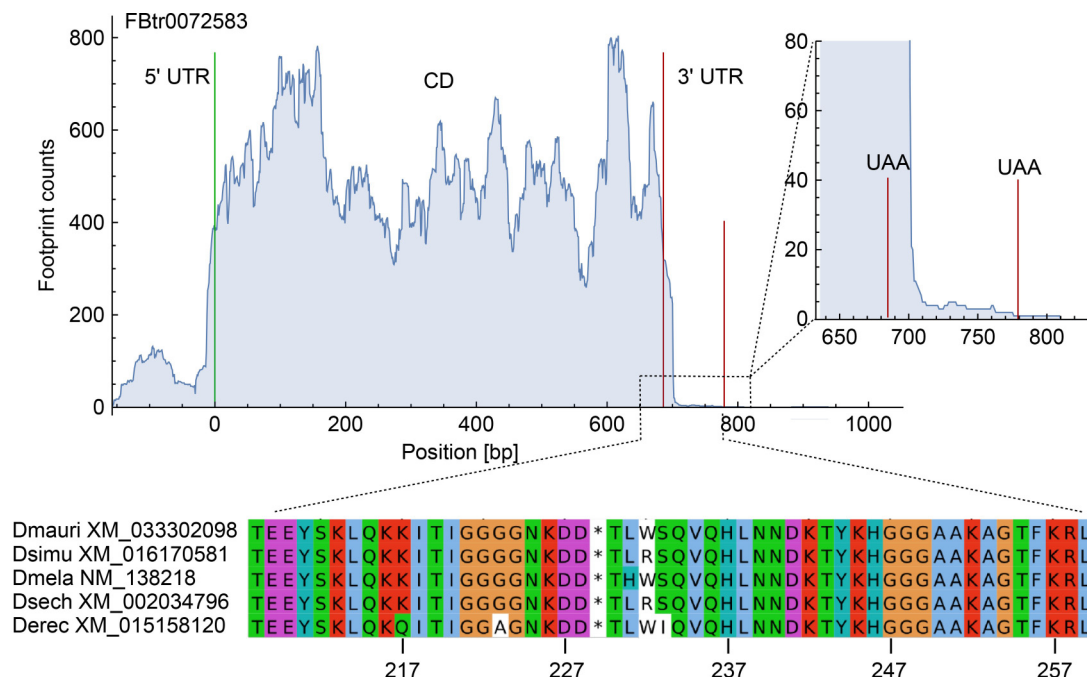 FBtr0072583
800
600
400
200
0
Footprint counts
5' UTR
CD
3' UTR
0
200
400
600
800
1000
Position [bp]
80
60
40
20
0
UAA
UAA
650
700
750
800
Dmauri XM_033302098 TEEYSKLQKKITIGGGGNKDD*TLWSQVQHLNNDKTYKHGGGAAKAGTFKRL
Dsimu XM_016170581 TEEYSKLQKKITIGGGGNKDD*TLRSQVQHLNNDKTYKHGGGAAKAGTFKRL
Dmela NM_138218 TEEYSKLQKKITIGGGGNKDD*THWSQVQHLNNDKTYKHGGGAAKAGTFKRL
Dsech XM_002034796 TEEYSKLQKKITIGGGGNKDD*TLRSQVQHLNNDKTYKHGGGAAKAGTFKRL
Derec XM_015158120 TEEYSKLQKQITIGGAGNKDD*TLWIQVQHLNNDKTYKHGGGAAKAGTFKRL
217
227
237
247
257